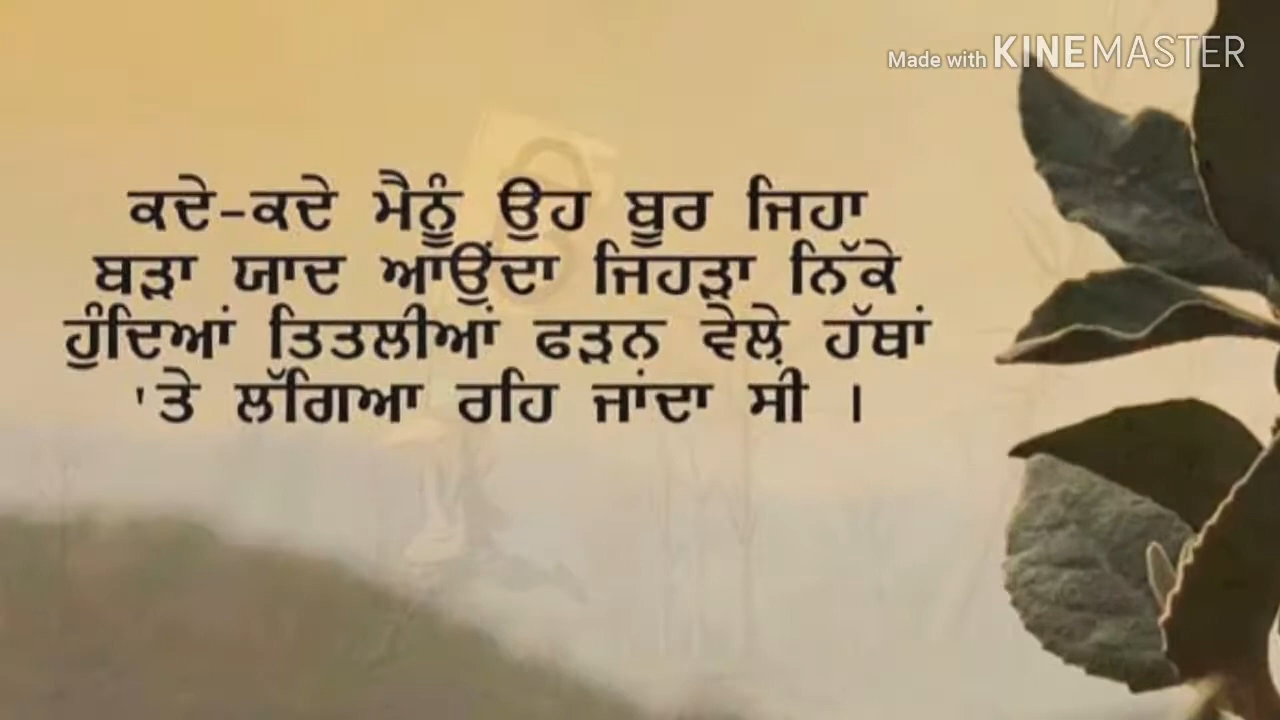 Made with KINEMASTER
ਕਦੇ-ਕਦੇ ਮੈਨੂੰ ਉਹ ਬੂਰ ਜਿਹਾ
ਬੜਾ ਯਾਦ ਆਉਂਦਾ ਜਿਹੜਾ ਨਿੱਕੇ
ਹੁੰਦਿਆਂ ਤਿਤਲੀਆਂ ਫੜਨ ਵੇਲੇ਼ ਹੱਥਾਂ
'ਤੇ ਲੱਗਿਆ ਰਹਿ ਜਾਂਦਾ ਸੀ ।